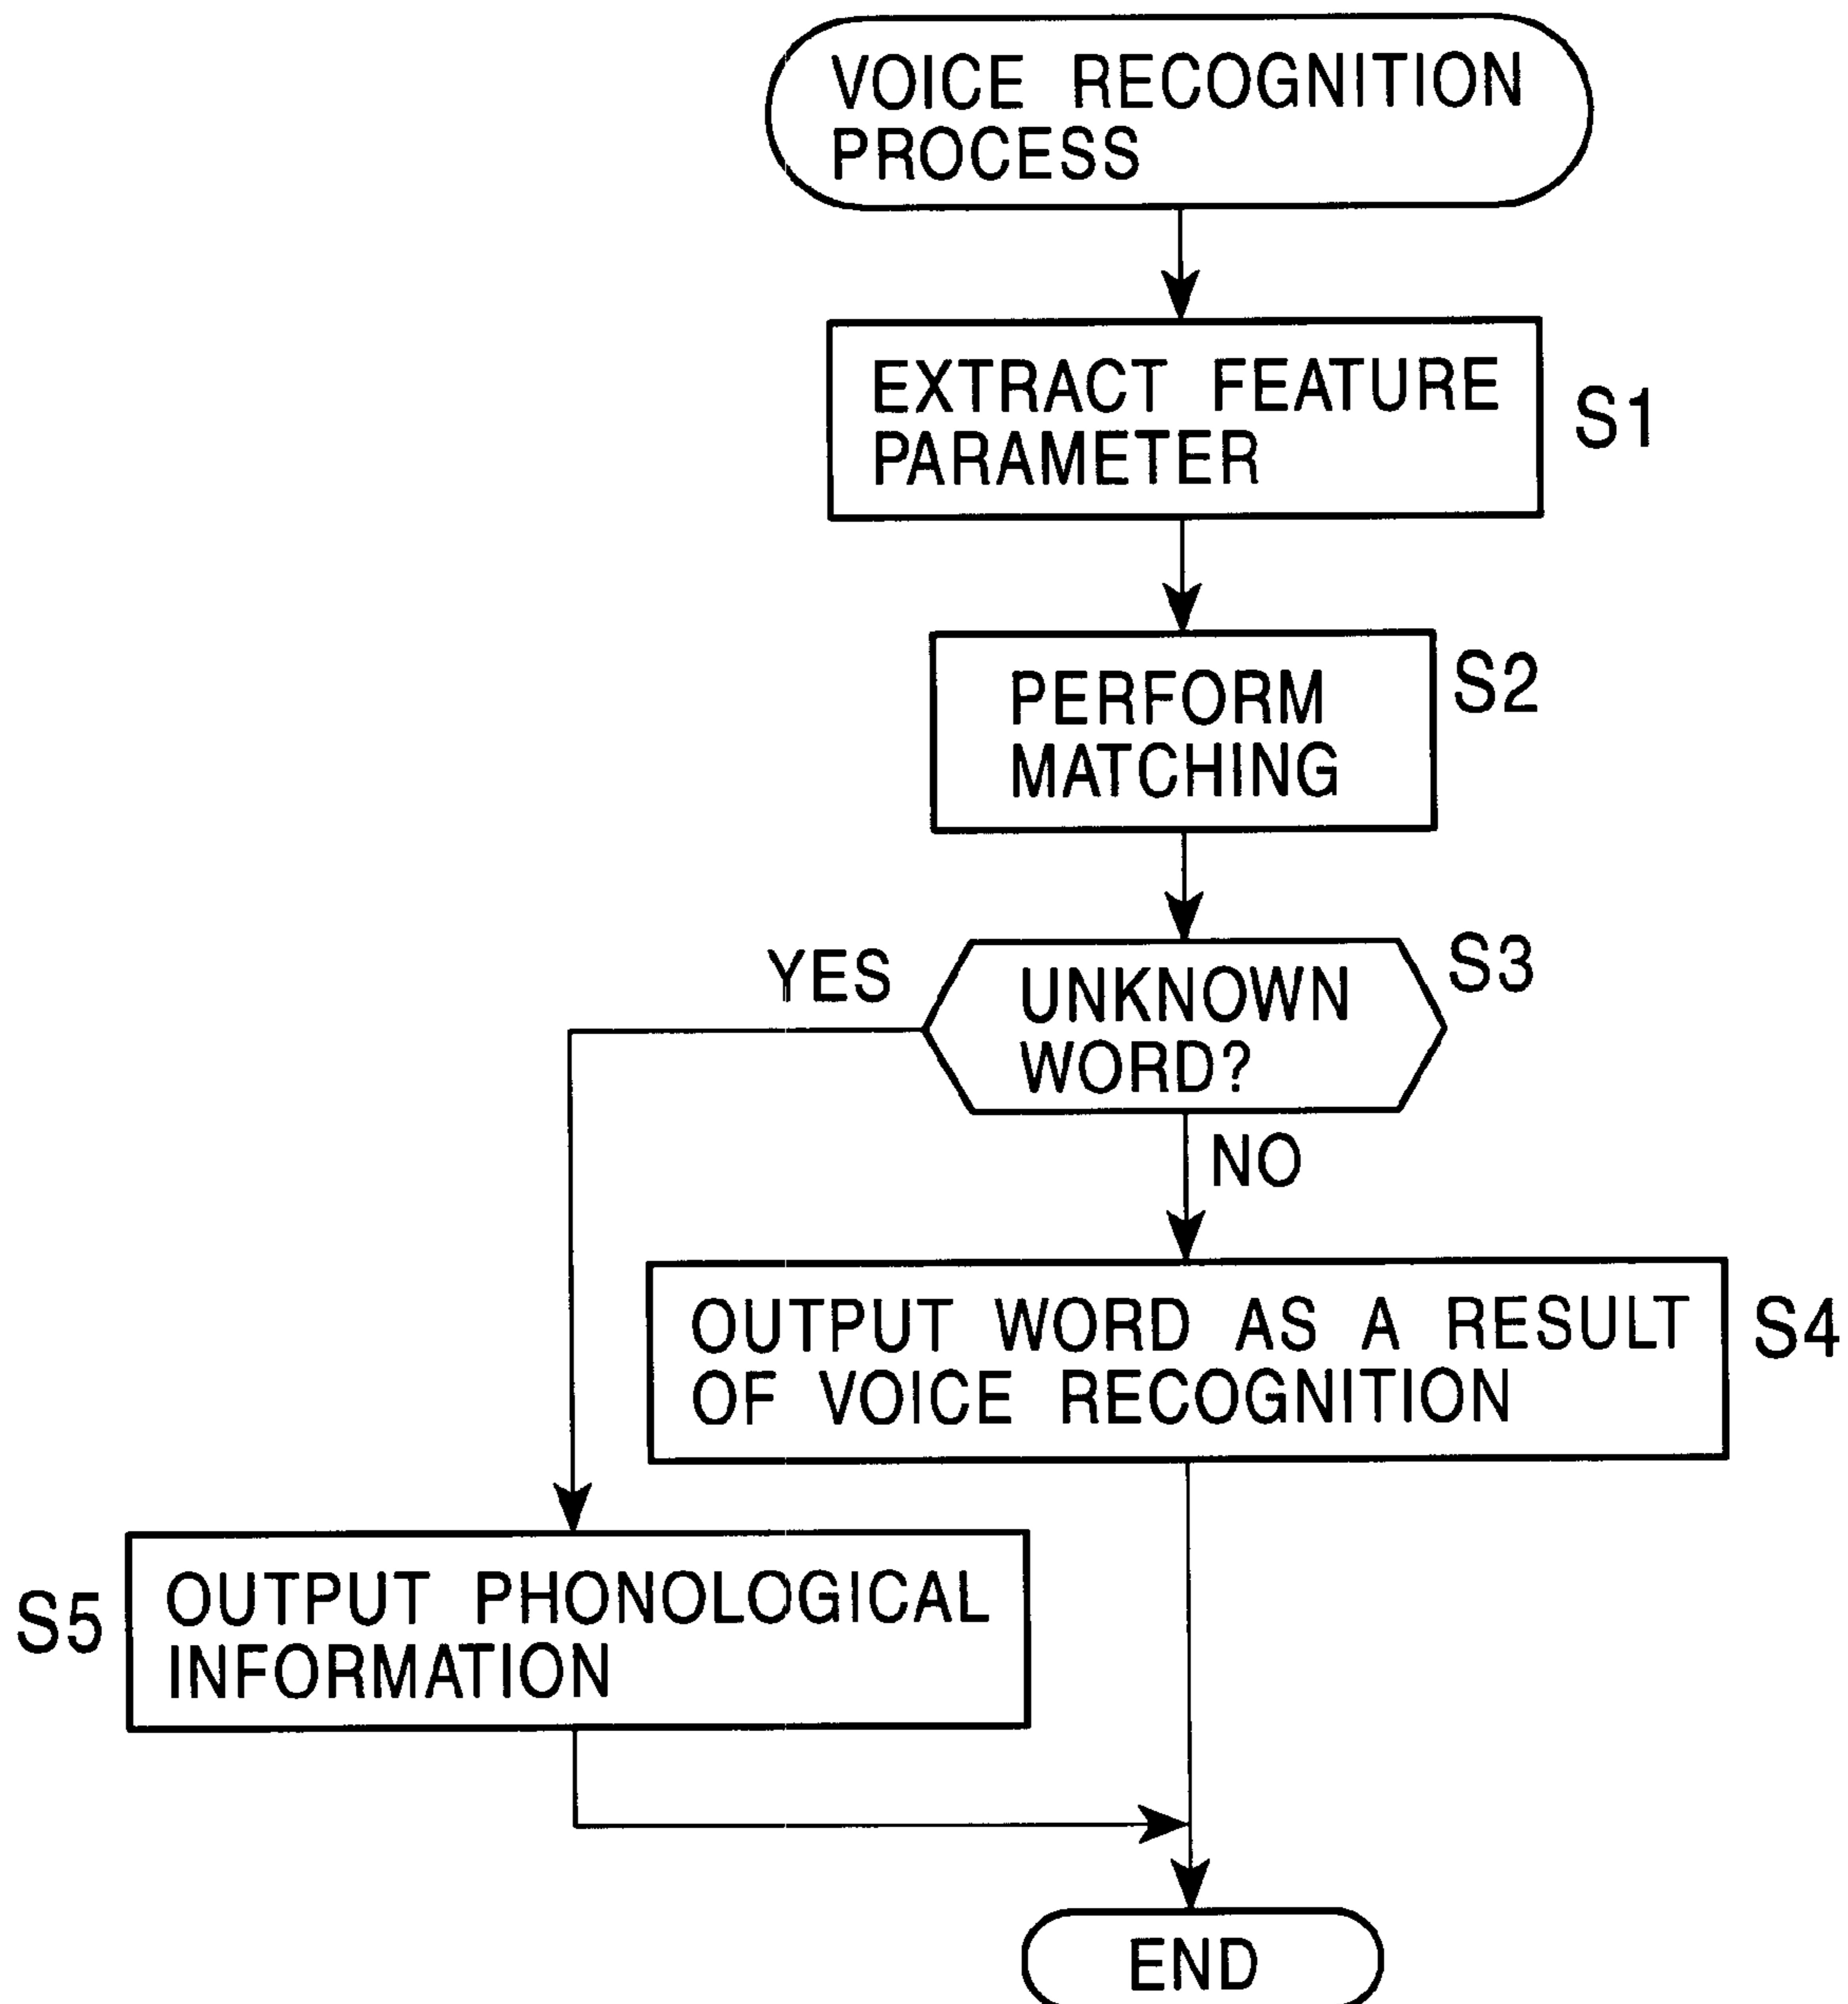 VOICE RECOGNITION
PROCESS
EXTRACT FEATURE
PARAMETER
S1
PERFORM
MATCHING
S2
YES
UNKNOWN
WORD?
S3
NO
OUTPUT WORD AS A RESULT
OF VOICE RECOGNITION
S4
S5
OUTPUT PHONOLOGICAL
INFORMATION
END